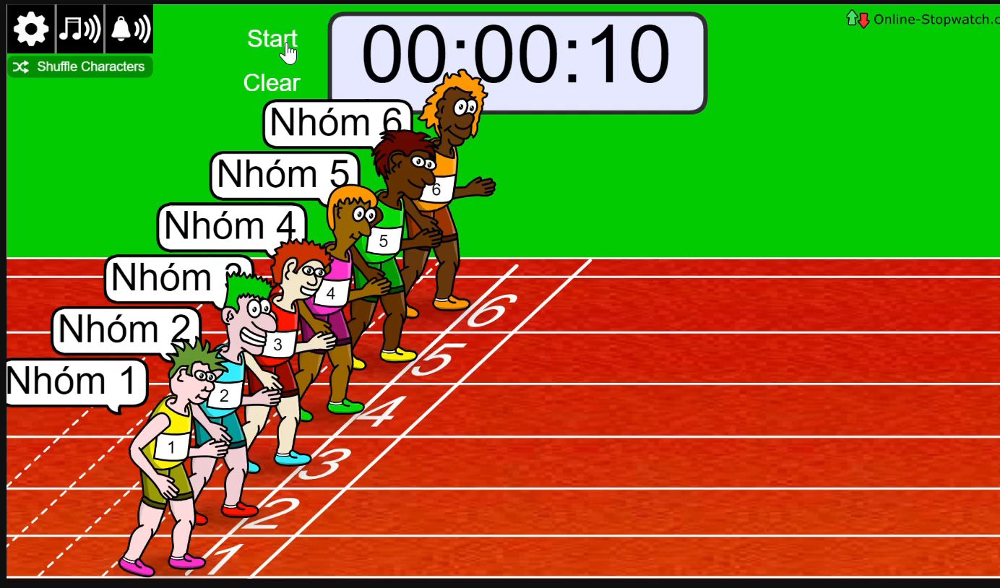 Start
00:00:10
Online-Stopwatch.c
Shuffle Characters
Clear
Nhóm 6
Nhóm 5
Nhóm 4
Nhóm
Nhóm 2
Nhóm 1
6
5
4
3
2
1
6
5
4
3
2
1